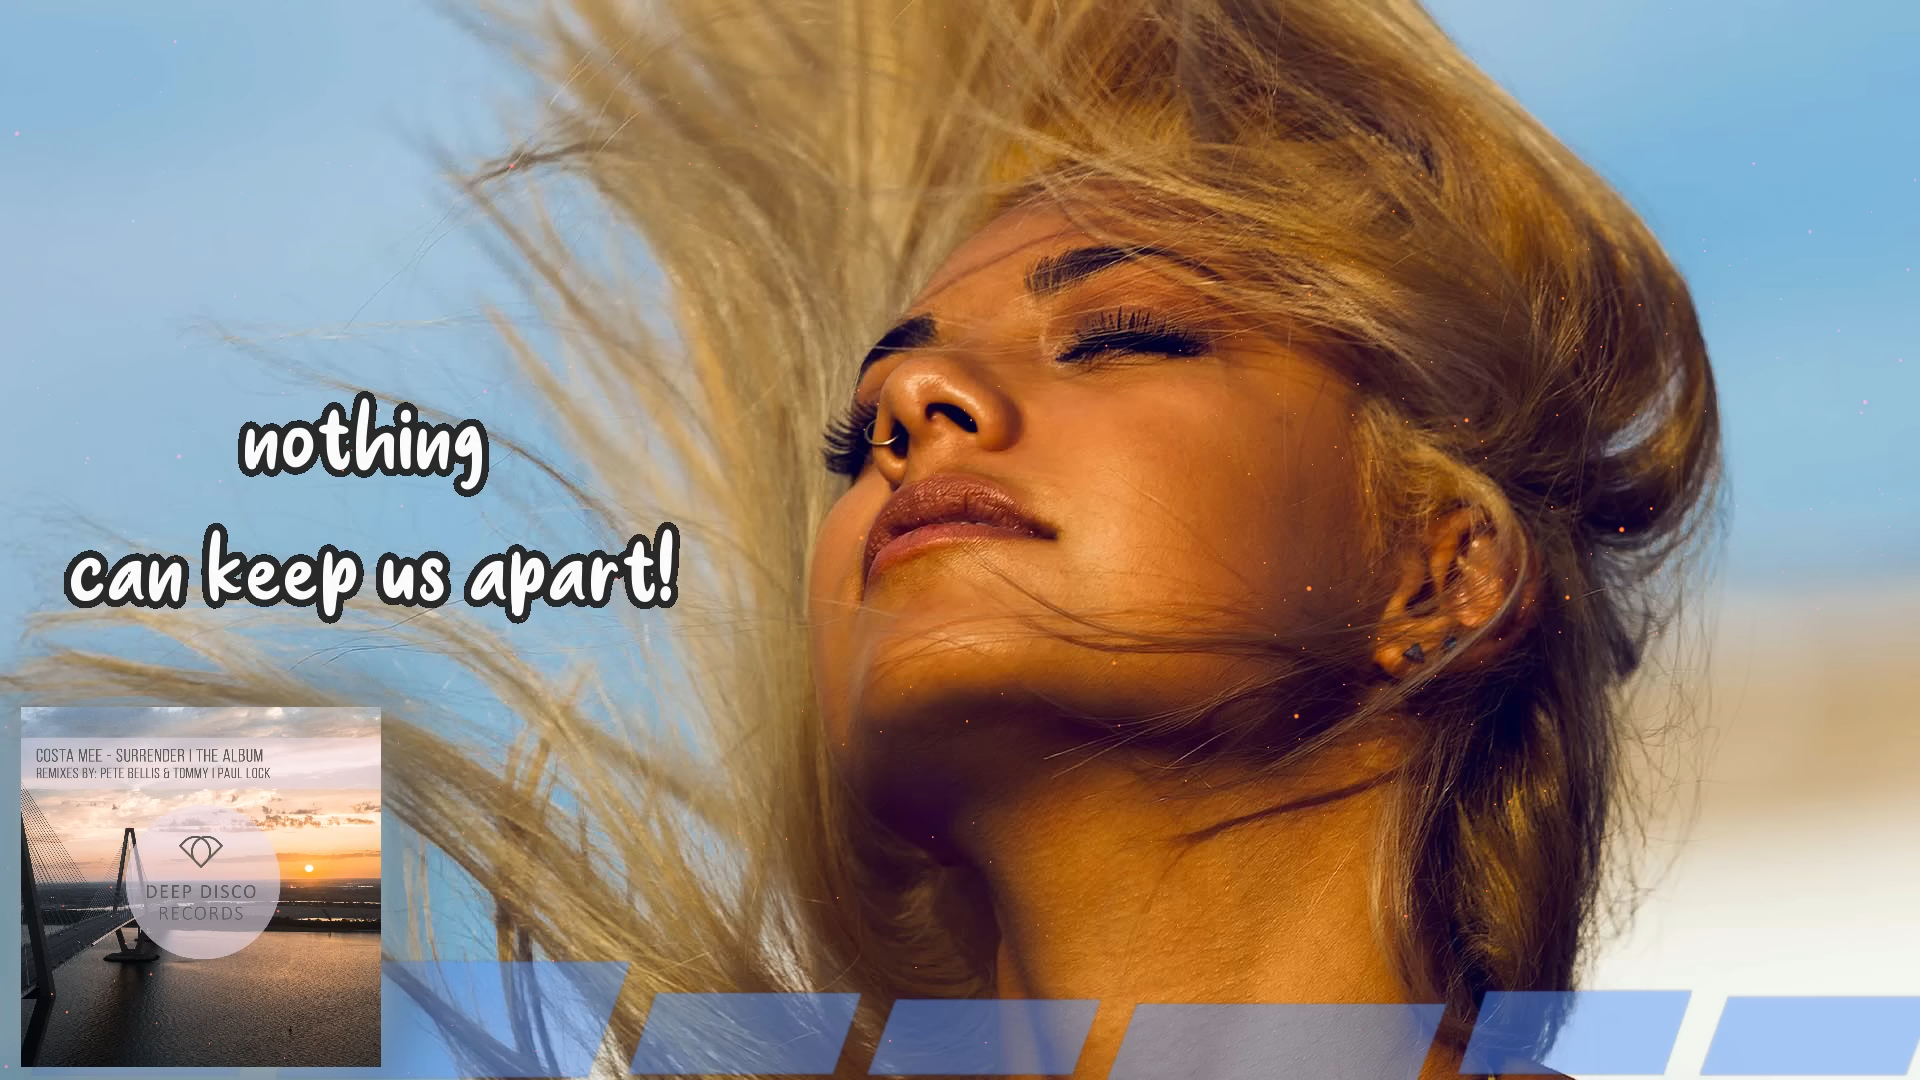 nothing
can keep us apart!
COSTA MEE - SURRENDER | THE ALBUM
REMIXES BY: PETE BELLIS & TOMMY | PAUL LOCK
DEEP DISCO
RECORDS